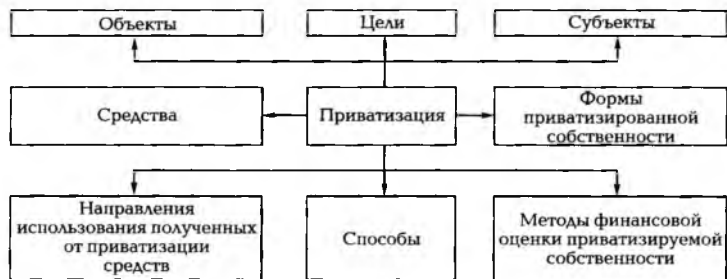 Объекты
Цели
Субъекты
Средства
Приватизация
Формы
приватизированной
собственности
Направления
использования полученных
от приватизации
средств
Способы
Методы финансовой
оценки приватизируемой
собственности